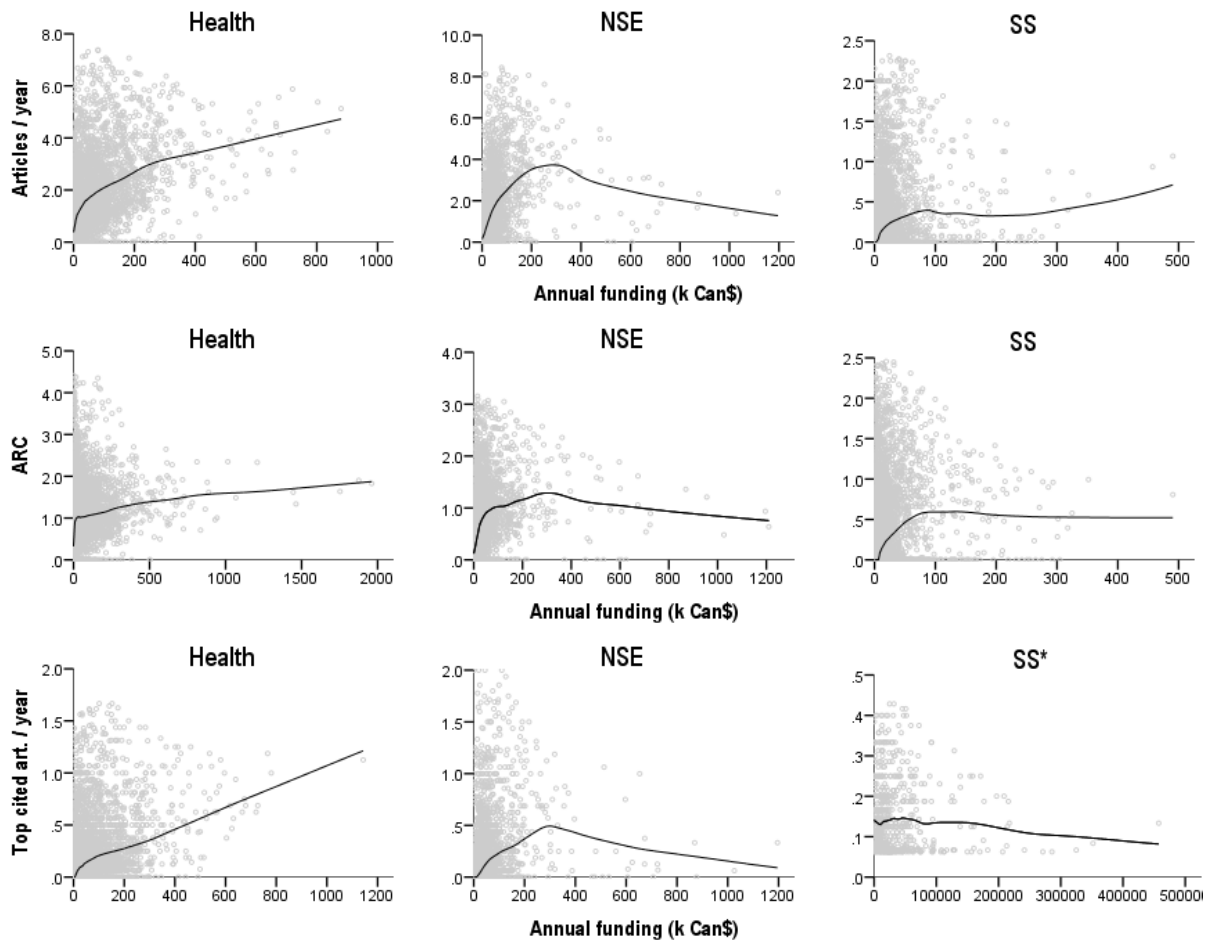 Health NSE SS
Articles / year
8.0 6.0 4.0 2.0 .0
0 200 400 600 800 1000
10.0 8.0 6.0 4.0 2.0 .0
0 200 400 600 800 1000 1200
2.5 2.0 1.5 1.0 .5 .0
0 100 200 300 400 500
Annual funding (k Can$)
Health NSE SS
ARC
5.0 4.0 3.0 2.0 1.0 .0
0 500 1000 1500 2000
4.0 3.0 2.0 1.0 .0
0 200 400 600 800 1000 1200
2.5 2.0 1.5 1.0 .5 .0
0 100 200 300 400 500
Annual funding (k Can$)
Health NSE SS*
Top cited art. / year
2.0 1.5 1.0 .5 .0
0 200 400 600 800 1000 1200
2.0 1.5 1.0 .5 .0
0 200 400 600 800 1000 1200
.5 .4 .3 .2 .1 .0
0 100000 200000 300000 400000 500000
Annual funding (k Can$)